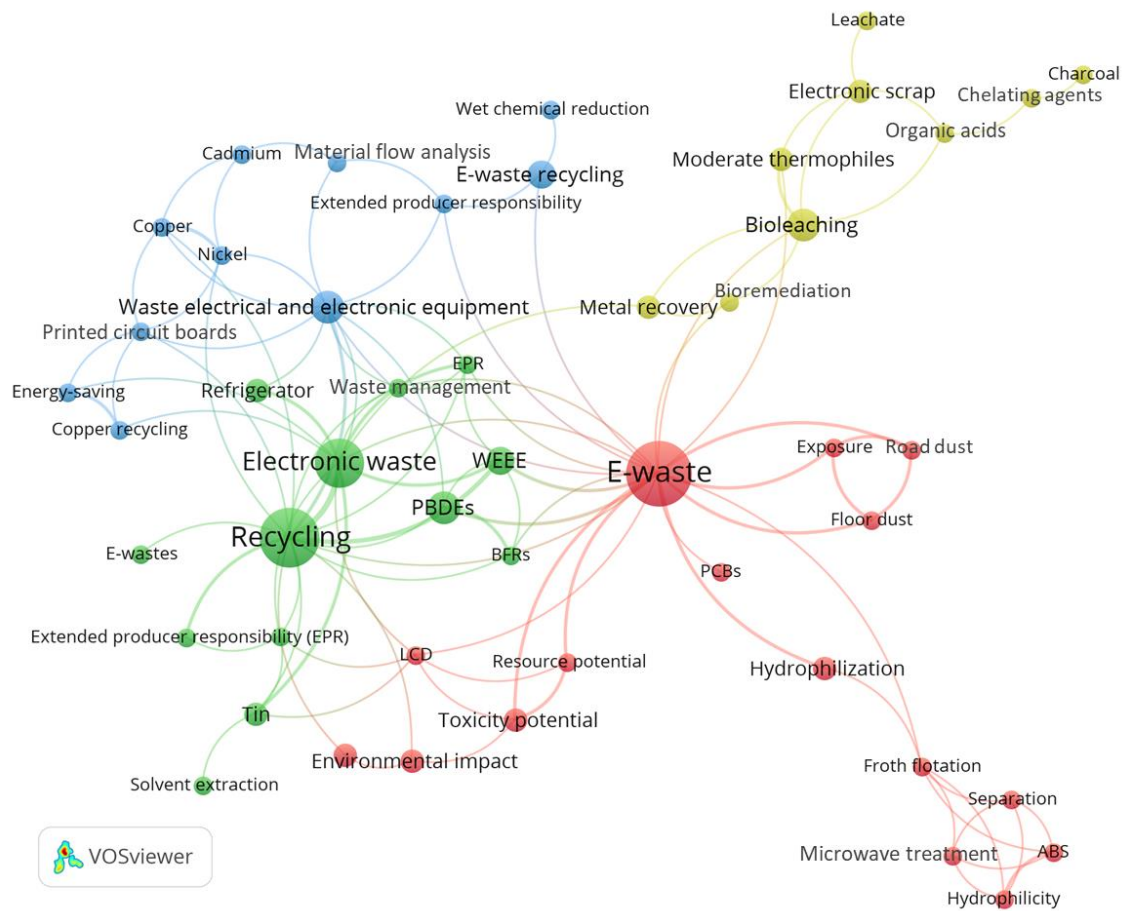 Leachate
Charcoal
Electronic scrap
Chelating agents
Wet chemical reduction
Organic acids
Cadmium
Material flow analysis
Moderate thermophiles
E-waste recycling
Extended producer responsibility
Copper
Bioleaching
Nickel
Bioremediation
Waste electrical and electronic equipment
Metal recovery
Printed circuit boards
EPR
Energy-saving
Refrigerator
Waste management
Copper recycling
Exposure
Road dust
Electronic waste
WEEE
E-waste
PBDEs
Floor dust
Recycling
E-wastes
BFRs
PCBs
Extended producer responsibility (EPR)
LCD
Resource potential
Hydrophilization
Tin
Toxicity potential
Environmental impact
Froth flotation
Solvent extraction
Separation
Microwave treatment
ABS
VOSviewer
Hydrophilicity